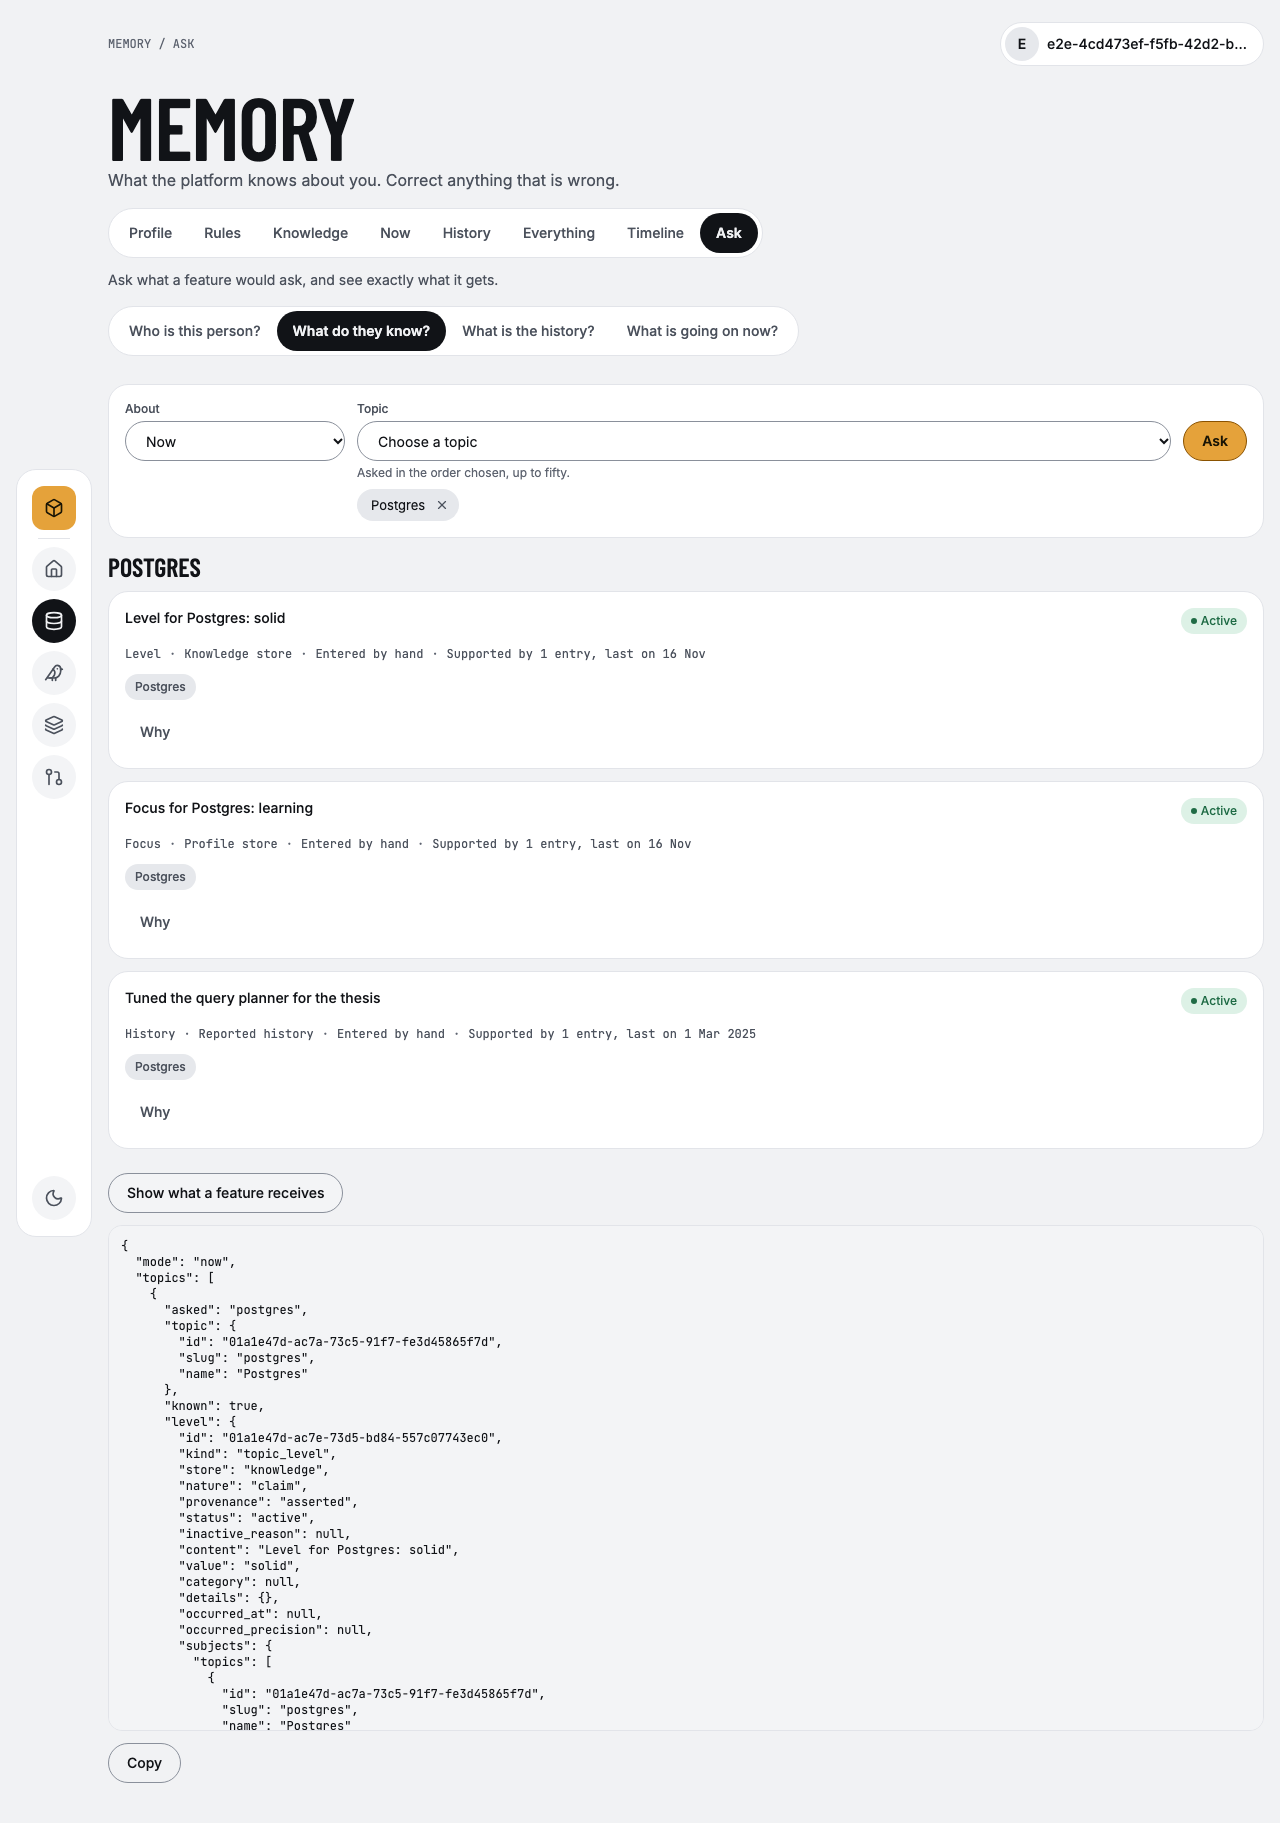 MEMORY / ASK
E
e2e-4cd473ef-f5fb-42d2-b...
MEMORY
What the platform knows about you. Correct anything that is wrong.
Profile
Rules
Knowledge
Now
History
Everything
Timeline
Ask
Ask what a feature would ask, and see exactly what it gets.
Who is this person?
What do they know?
What is the history?
What is going on now?
About
Topic
Now
Choose a topic
Ask
Asked in the order chosen, up to fifty.
Postgres
POSTGRES
Level for Postgres: solid
Active
Level · Knowledge store · Entered by hand · Supported by 1 entry, last on 16 Nov
Postgres
Why
Focus for Postgres: learning
Active
Focus · Profile store · Entered by hand · Supported by 1 entry, last on 16 Nov
Postgres
Why
Tuned the query planner for the thesis
Active
History · Reported history · Entered by hand · Supported by 1 entry, last on 1 Mar 2025
Postgres
Why
Show what a feature receives
{
  "mode": "now",
  "topics": [
    {
      "asked": "postgres",
      "topic": {
        "id": "01a1e47d-ac7a-73c5-91f7-fe3d45865f7d",
        "slug": "postgres",
        "name": "Postgres"
      },
      "known": true,
      "level": {
        "id": "01a1e47d-ac7e-73d5-bd84-557c07743ec0",
        "kind": "topic_level",
        "store": "knowledge",
        "nature": "claim",
        "provenance": "asserted",
        "status": "active",
        "inactive_reason": null,
        "content": "Level for Postgres: solid",
        "value": "solid",
        "category": null,
        "details": {},
        "occurred_at": null,
        "occurred_precision": null,
        "subjects": {
          "topics": [
            {
              "id": "01a1e47d-ac7a-73c5-91f7-fe3d45865f7d",
              "slug": "postgres",
              "name": "Postgres"
Copy